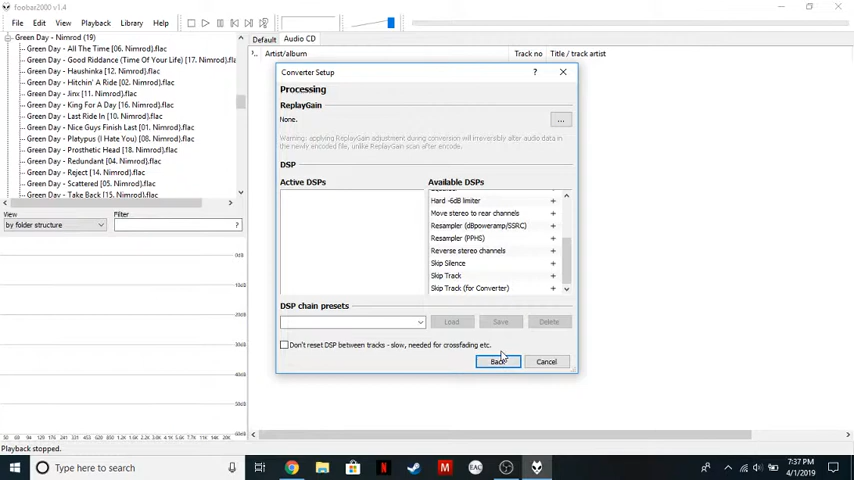 foobar2000 v1.4
File Edit View Playback Library Help
Green Day - Nimrod (19)
Green Day - All The Time [06. Nimrod].flac
Green Day - Good Riddance (Time Of Your Life) [17. Nimrod].flac
Green Day - Haushinka [12. Nimrod].flac
Green Day - Hitchin' A Ride [02. Nimrod].flac
Green Day - Jinx [11. Nimrod].flac
Green Day - King For A Day [16. Nimrod].flac
Green Day - Last Ride In [10. Nimrod].flac
Green Day - Nice Guys Finish Last [01. Nimrod].flac
Green Day - Platypus (I Hate You) [08. Nimrod].flac
Green Day - Prosthetic Head [18. Nimrod].flac
Green Day - Redundant [04. Nimrod].flac
Green Day - Reject [14. Nimrod].flac
Green Day - Scattered [05. Nimrod].flac
Green Day - Take Back [15. Nimrod].flac
View Filter
by folder structure ?
0dB
-10dB
-20dB
-30dB
-40dB
-50dB
Default Audio CD
Artist/album Track no Title / track artist
Converter Setup ?
Processing
ReplayGain
None. ...
Warning: applying ReplayGain adjustment during conversion will irreversibly alter audio data in
the newly encoded file, unlike ReplayGain scan after encode.
DSP
Active DSPs Available DSPs
Hard -6dB limiter +
Move stereo to rear channels +
Resampler (dBpoweramp/SSRC) +
Resampler (PPHS) +
Reverse stereo channels +
Skip Silence +
Skip Track +
Skip Track (for Converter) +
DSP chain presets
Load Save Delete
Don't reset DSP between tracks - slow, needed for crossfading etc.
Back Cancel
Playback stopped.
Type here to search
N
M
EAC
7:37 PM
4/1/2019